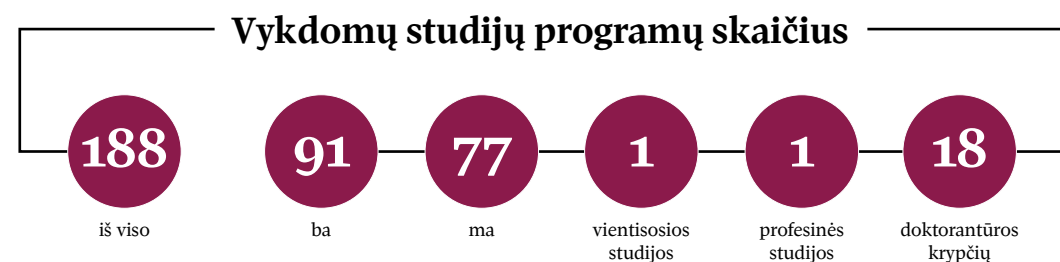 Vykdomų studijų programų skaičius
188
91
77
1
1
18
iš viso
ba
ma
vientisosios
studijos
profesinės
studijos
doktorantūros
krypčių